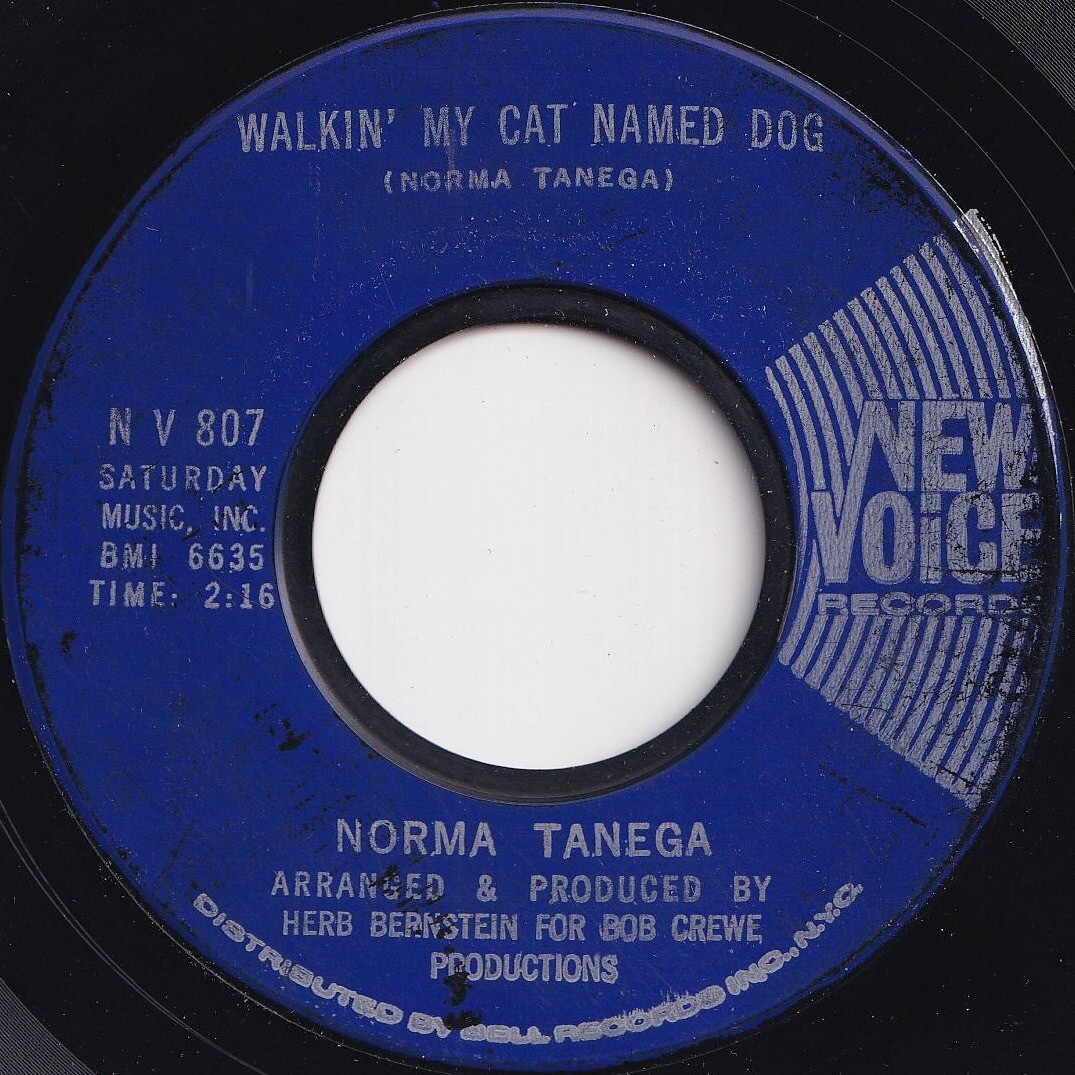 WALKIN' MY CAT NAMED DOG
(NORMA TANEGA)
N V 807
SATURDAY
MUSIC, INC.
BMI 6635
TIME: 2:16
NEW
VOICE
RECORDS
NORMA TANEGA
ARRANGED & PRODUCED BY
HERB BERNSTEIN FOR BOB CREWE
PRODUCTIONS
DISTRIBUTED BY BELL RECORDS INC., N.Y.C.